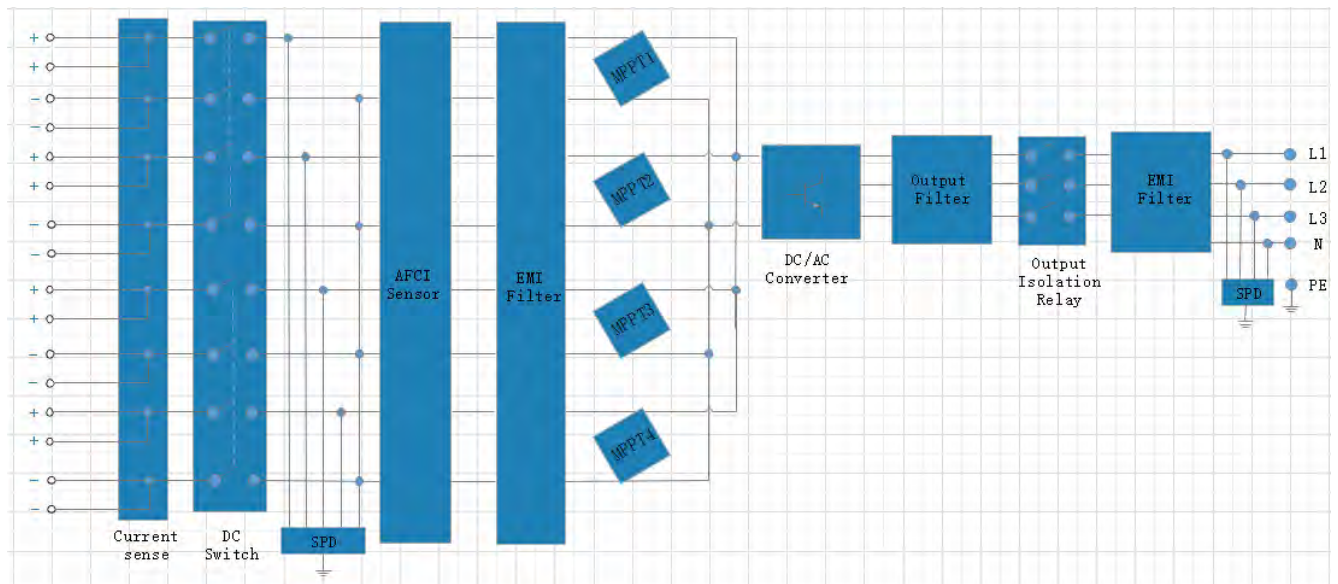 +
+
-
-
+
+
-
-
+
+
-
-
+
+
-
-
Current
sense
DC
Switch
SPD
AFCI
Sensor
EMI
Filter
MPPT1
MPPT2
MPPT3
MPPT4
DC/AC
Converter
Output
Filter
Output
Isolation
Relay
EMI
Filter
SPD
L1
L2
L3
N
PE